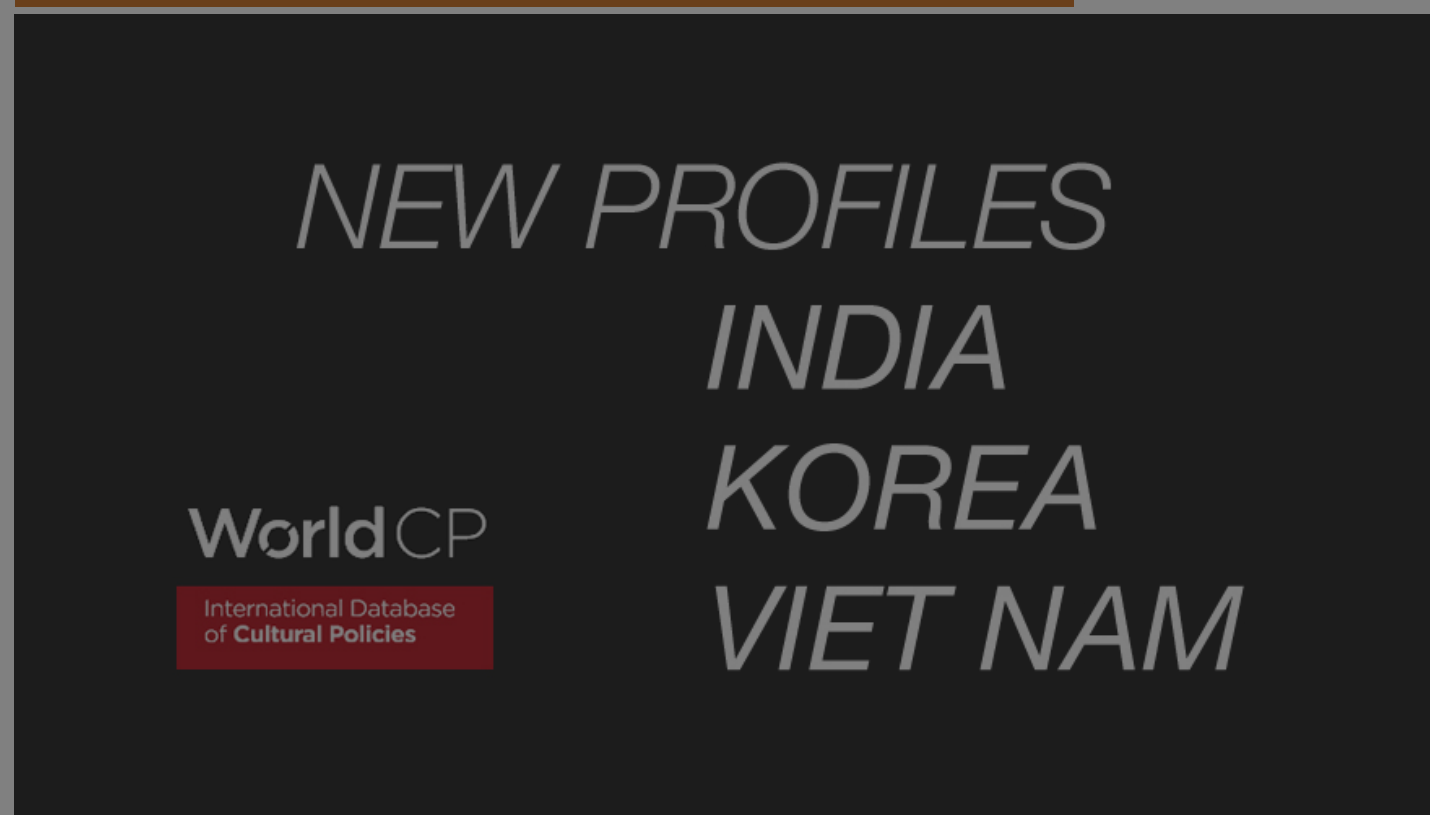 NEW PROFILES
INDIA
KOREA
VIET NAM
WorldCP
International Database
of Cultural Policies